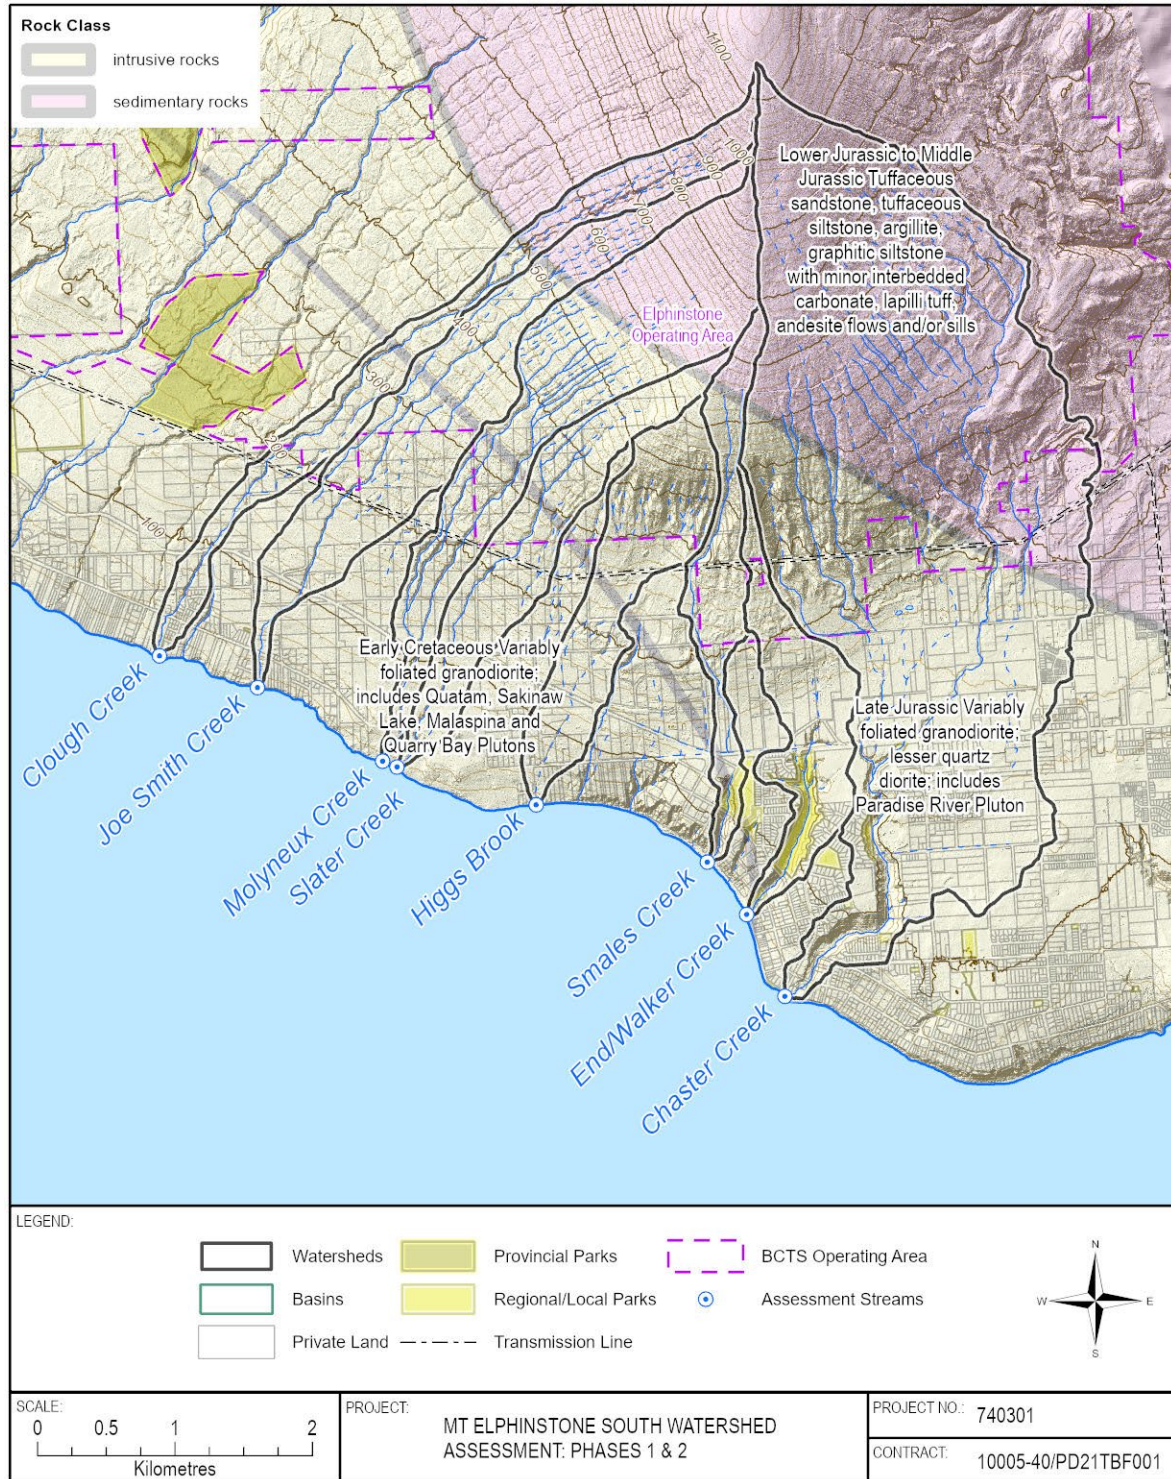 Rock Class
intrusive rocks
sedimentary rocks
1100
1000
900
800
700
600
500
400
300
200
100
Lower Jurassic to Middle
Jurassic Tuffaceous
sandstone, tuffaceous
siltstone, argillite,
graphitic siltstone
with minor interbedded
carbonate, lapilli tuff,
andesite flows and/or sills
Elphinstone
Operating Area
Early Cretaceous Variably
foliated granodiorite;
includes Quatam, Sakinaw
Lake, Malaspina and
Quarry Bay Plutons
Late Jurassic Variably
foliated granodiorite;
lesser quartz
diorite; includes
Paradise River Pluton
Clough Creek
Joe Smith Creek
Molyneux Creek
Slater Creek
Higgs Brook
Smales Creek
End/Walker Creek
Chaster Creek
LEGEND:
Watersheds
Provincial Parks
BCTS Operating Area
Basins
Regional/Local Parks
Assessment Streams
Private Land
Transmission Line
N
W
E
S
SCALE:
0 0.5 1 2
Kilometres
PROJECT:
MT ELPHINSTONE SOUTH WATERSHED
ASSESSMENT: PHASES 1 & 2
PROJECT NO.: 740301
CONTRACT: 10005-40/PD21TBF001